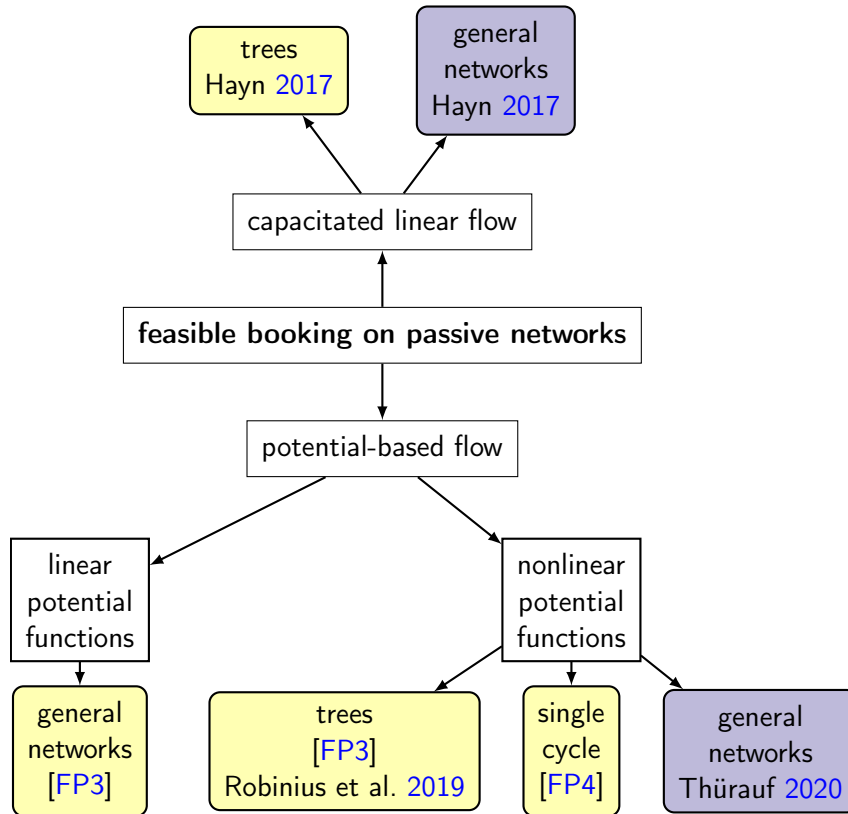 trees
Hayn 2017
general
networks
Hayn 2017
capacitated linear flow
feasible booking on passive networks
potential-based flow
linear
potential
functions
nonlinear
potential
functions
general
networks
[FP3]
trees
[FP3]
Robinius et al. 2019
single
cycle
[FP4]
general
networks
Thürauf 2020